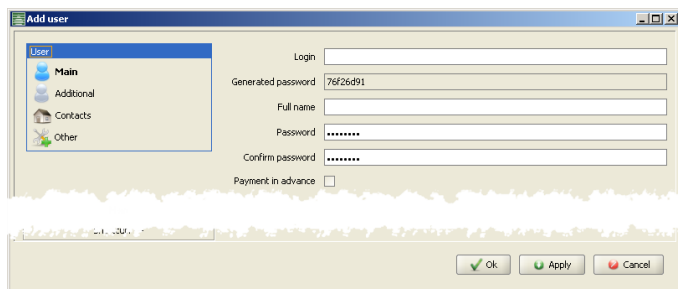 Add user
User
Main
Additional
Contacts
Other
Login
Generated password 76f26d91
Full name
Password ••••••••
Confirm password ••••••••
Payment in advance
Ok Apply Cancel